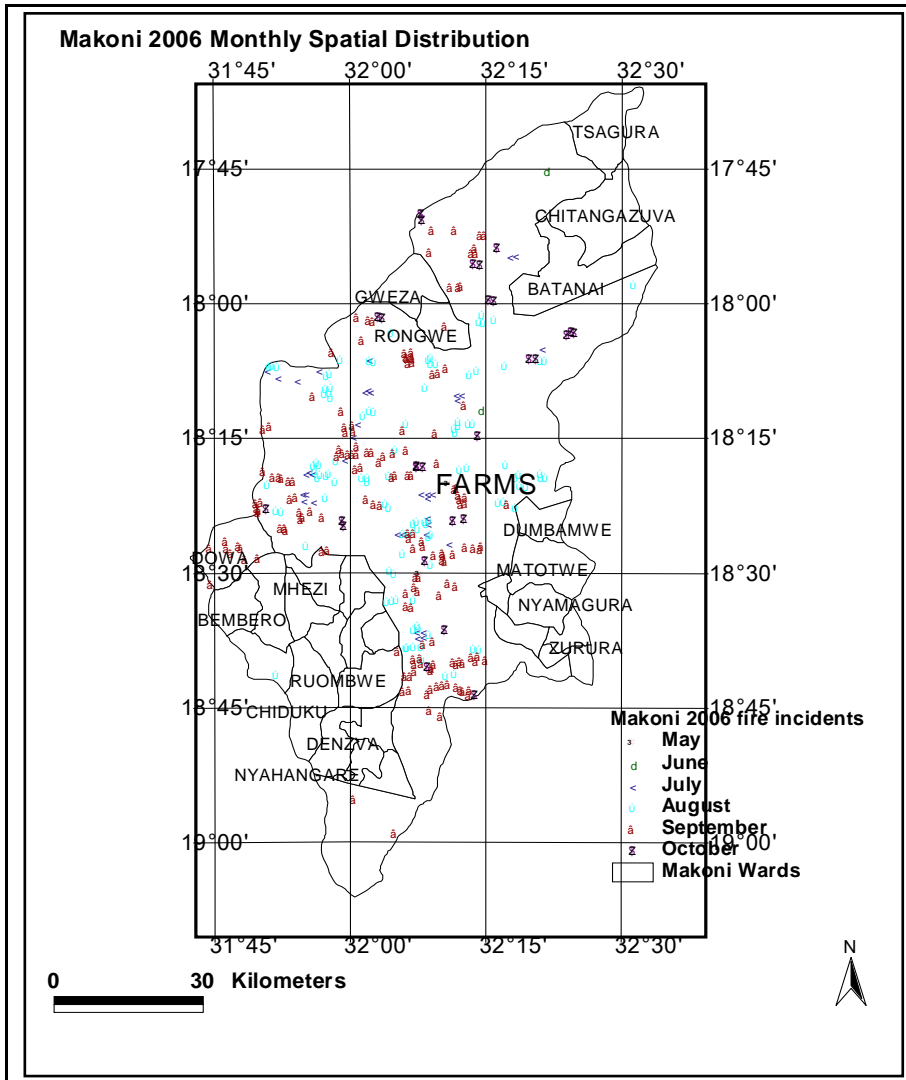 Makoni 2006 Monthly Spatial Distribution
31°45' 32°00' 32°15' 32°30'
TSAGURA
17°45' 17°45'
CHITANGAZUVA
BATANAI
GWEZA
18°00' 18°00'
RONGWE
18°15' 18°15'
FARMS
DUMBAMWE
DOWA
MATOTWE
18°30' 18°30'
MHEZI
NYAMAGURA
BEMBERO
ZURURA
RUOMBWE
18°45' 18°45'
CHIDUKU
Makoni 2006 fire incidents
May
DENZVA
June
NYAHANGARE
July
August
September
19°00' 19°00'
October
Makoni Wards
31°45' 32°00' 32°15' 32°30'
N
0 30 Kilometers